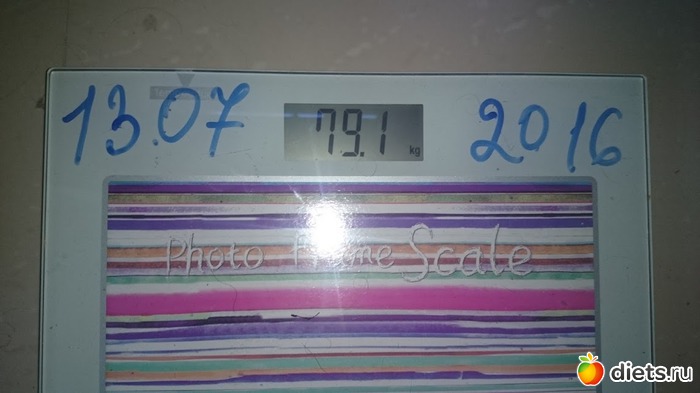 13.07 79.1 kg 2016
Photo Frame Scale
diets.ru